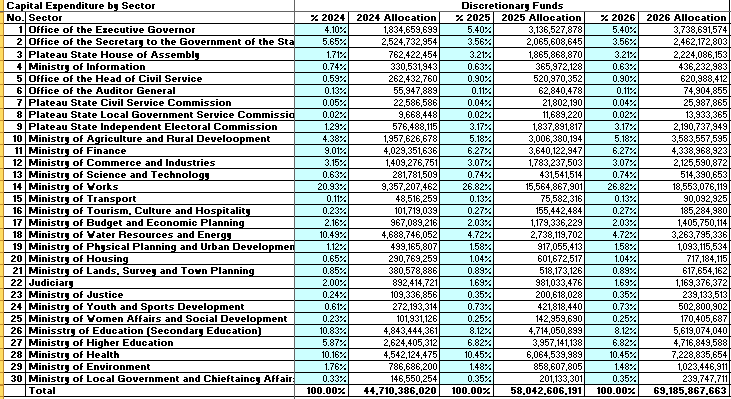 Capital Expenditure by Sector Discretionary Funds
No. Sector % 2024 2024 Allocation % 2025 2025 Allocation % 2026 2026 Allocation
1 Office of the Executive Governor 4.10% 1,834,659,699 5.40% 3,136,527,878 5.40% 3,738,691,574
2 Office of the Secretary to the Government of the Sta 5.65% 2,524,732,954 3.56% 2,065,608,645 3.56% 2,462,172,803
3 Plateau State House of Assembly 1.71% 762,422,454 3.21% 1,865,868,870 3.21% 2,224,086,153
4 Ministry of Information 0.74% 330,531,943 0.63% 365,972,128 0.63% 436,232,983
5 Office of the Head of Civil Service 0.59% 262,432,760 0.90% 520,970,352 0.90% 620,988,412
6 Office of the Auditor General 0.13% 55,947,889 0.11% 62,840,478 0.11% 74,904,855
7 Plateau State Civil Service Commission 0.05% 22,586,586 0.04% 21,802,190 0.04% 25,987,865
8 Plateau State Local Government Service Commissio 0.02% 9,668,448 0.02% 11,689,220 0.02% 13,933,365
9 Plateau State Independent Electoral Commission 1.29% 576,488,115 3.17% 1,837,891,817 3.17% 2,190,737,949
10 Ministry of Agriculture and Rural Develoopment 4.38% 1,957,626,678 5.18% 3,006,380,194 5.18% 3,583,557,595
11 Ministry of Finance 9.01% 4,029,351,636 6.27% 3,640,122,947 6.27% 4,338,968,923
12 Ministry of Commerce and Industries 3.15% 1,409,276,751 3.07% 1,783,237,503 3.07% 2,125,590,872
13 Ministry of Science and Technology 0.63% 281,781,509 0.74% 431,541,514 0.74% 514,390,653
14 Ministry of Works 20.93% 9,357,207,462 26.82% 15,564,867,901 26.82% 18,553,076,119
15 Ministry of Transport 0.11% 48,516,259 0.13% 75,582,316 0.13% 90,092,925
16 Ministry of Tourism, Culture and Hospitality 0.23% 101,719,039 0.27% 155,442,484 0.27% 185,284,980
17 Ministry of Budget and Economic Planning 2.16% 967,089,216 2.03% 1,179,336,229 2.03% 1,405,750,114
18 Ministry of Water Resources and Energy 10.49% 4,688,746,052 4.72% 2,738,119,702 4.72% 3,263,795,336
19 Ministry of Physical Planning and Urban Developmen 1.12% 499,165,807 1.58% 917,055,413 1.58% 1,093,115,534
20 Ministry of Housing 0.65% 290,769,259 1.04% 601,672,517 1.04% 717,184,115
21 Ministry of Lands, Survey and Town Planning 0.85% 380,578,886 0.89% 518,173,126 0.89% 617,654,162
22 Judiciary 2.00% 892,414,721 1.69% 981,033,476 1.69% 1,169,376,372
23 Ministry of Justice 0.24% 109,336,856 0.35% 200,618,028 0.35% 239,133,513
24 Ministry of Youth and Sports Development 0.61% 272,193,314 0.73% 421,818,440 0.73% 502,800,902
25 Ministry of Women Affairs and Social Development 0.23% 101,931,126 0.25% 142,959,690 0.25% 170,405,687
26 Minisstry of Education (Secondary Education) 10.83% 4,843,444,361 8.12% 4,714,050,899 8.12% 5,619,074,040
27 Ministry of Higher Education 5.87% 2,624,405,312 6.82% 3,957,141,138 6.82% 4,716,849,588
28 Ministry of Health 10.16% 4,542,124,475 10.45% 6,064,539,989 10.45% 7,228,835,654
29 Ministry of Environment 1.76% 786,686,200 1.48% 858,607,805 1.48% 1,023,446,911
30 Ministry of Local Government and Chieftaincy Affair: 0.33% 146,550,254 0.35% 201,133,301 0.35% 239,747,711
Total 100.00% 44,710,386,020 100.00% 58,042,606,191 100.00% 69,185,867,663